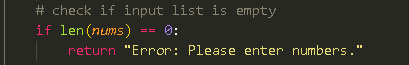 # check if input list is empty
if len(nums) == 0:
    return "Error: Please enter numbers."